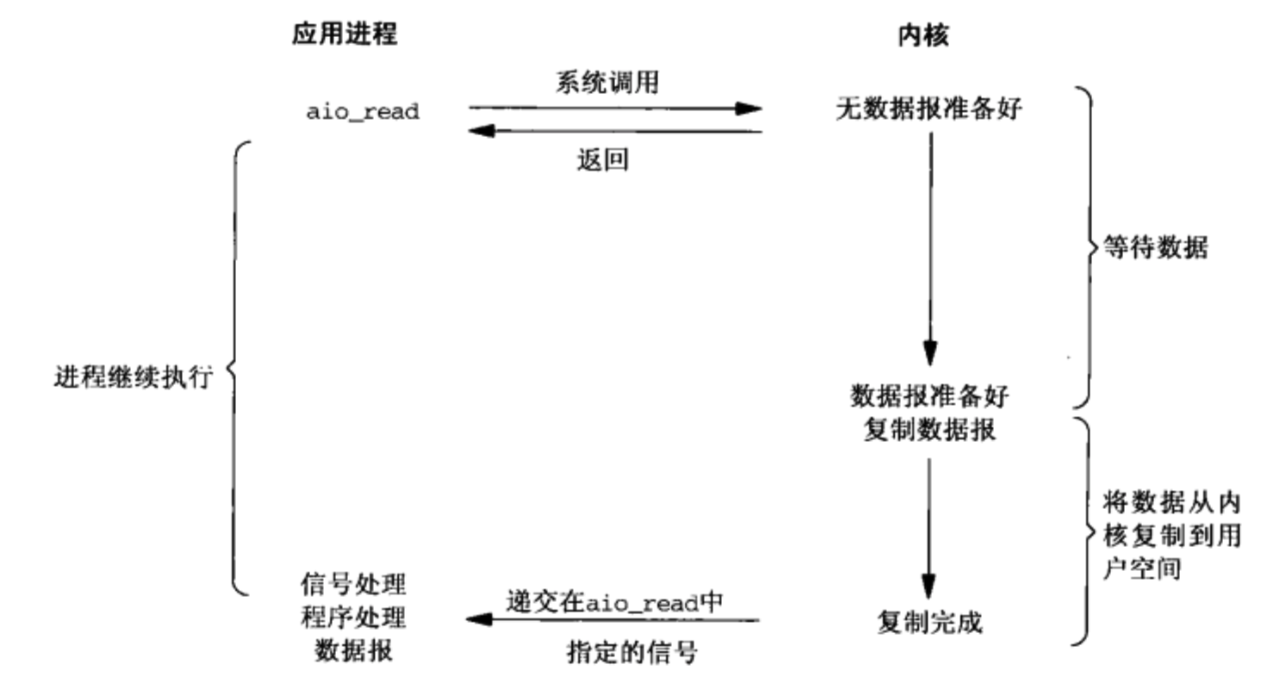 应用进程
内核
系统调用
aio_read
无数据报准备好
返回
等待数据
进程继续执行
数据报准备好
复制数据报
将数据从内
核复制到用
户空间
信号处理
程序处理
数据报
递交在aio_read中
指定的信号
复制完成